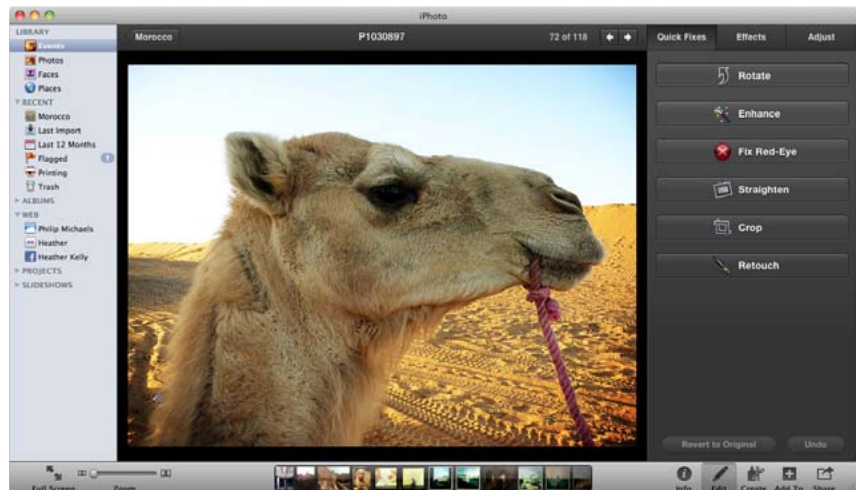 iPhoto
LIBRARY
Events
Photos
Faces
Places
RECENT
Morocco
Last Import
Last 12 Months
Flagged
1
Printing
Trash
ALBUMS
WEB
Philip Michaels
Heather
Heather Kelly
PROJECTS
SLIDESHOWS
Morocco
P1030897
72 of 118
Quick Fixes Effects Adjust
Rotate
Enhance
Fix Red-Eye
Straighten
Crop
Retouch
Revert to Original Undo
Full Screen Zoom
Info Edit Create Add To Share